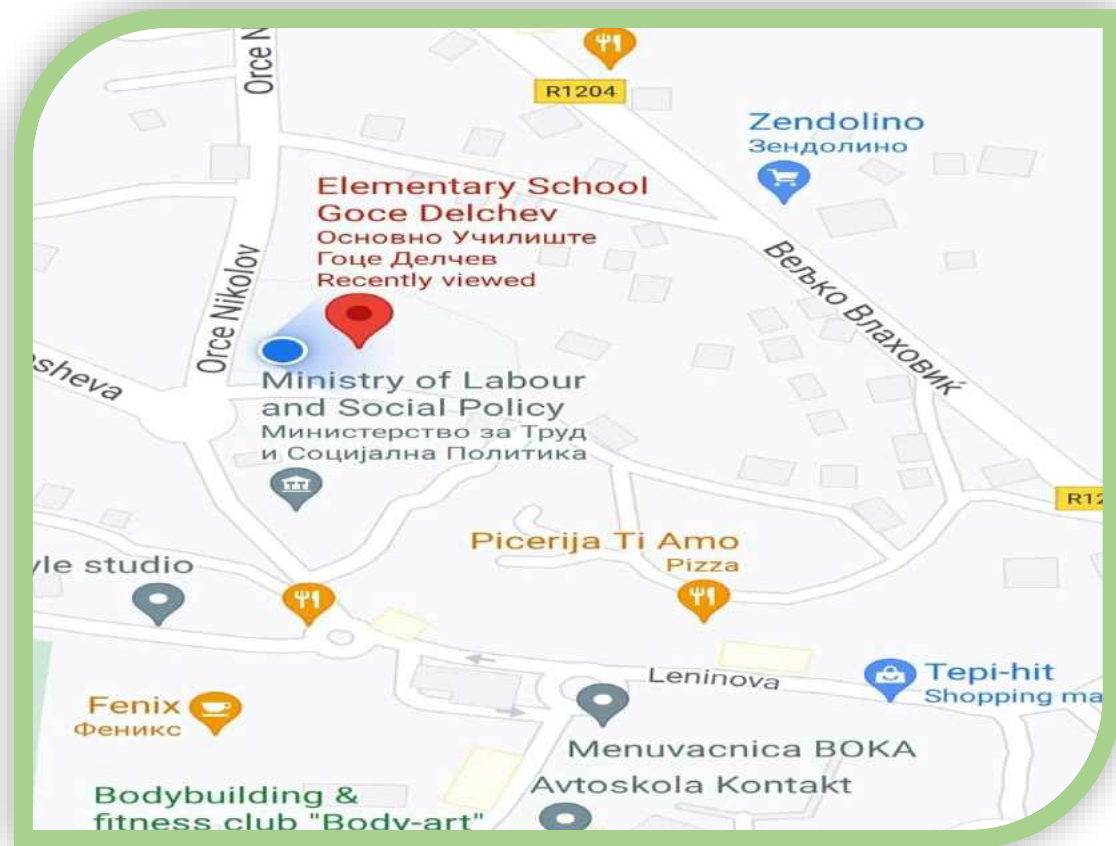 Orce N
R1204
Zendolino
Зендолино
Elementary School
Goce Delchev
Основно Училиште
Гоце Делчев
Recently viewed
Orce Nikolov
Вељко Влаховиќ
osheva
Ministry of Labour
and Social Policy
Министерство за Труд
и Социјална Политика
R12
Picerija Ti Amo
Pizza
yle studio
Leninova
Tepi-hit
Shopping ma
Fenix
Феникс
Menuvacnica BOKA
Avtoskola Kontakt
Bodybuilding &
fitness club "Body-art"